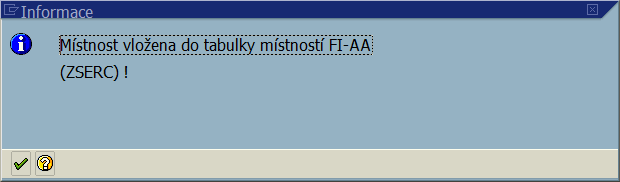 Informace
Místnost vložena do tabulky místností FI-AA
(ZSERC) !